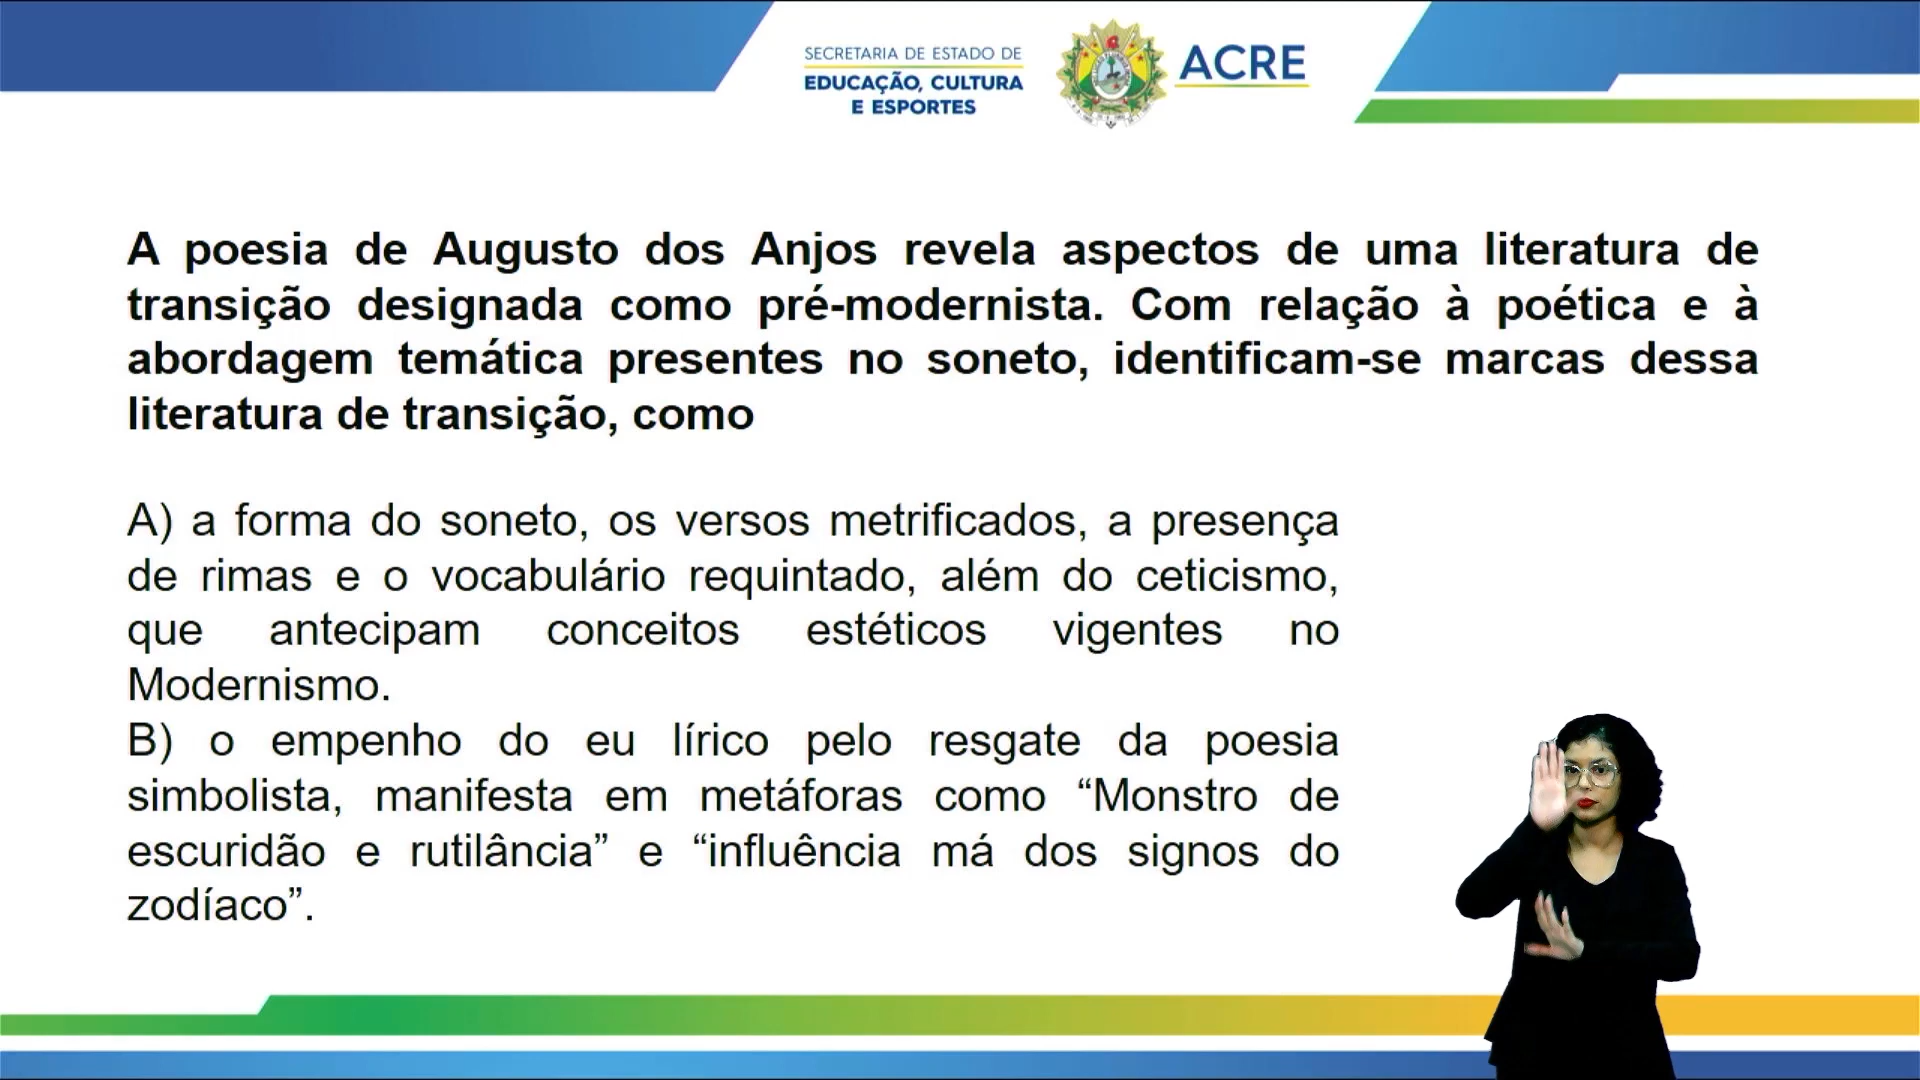 SECRETARIA DE ESTADO DE
EDUCAÇÃO, CULTURA
E ESPORTES
ACRE
A poesia de Augusto dos Anjos revela aspectos de uma literatura de
transição designada como pré-modernista. Com relação à poética e à
abordagem temática presentes no soneto, identificam-se marcas dessa
literatura de transição, como
A) a forma do soneto, os versos metrificados, a presença
de rimas e o vocabulário requintado, além do ceticismo,
que antecipam conceitos estéticos vigentes no
Modernismo.
B) o empenho do eu lírico pelo resgate da poesia
simbolista, manifesta em metáforas como “Monstro de
escuridão e rutilância” e “influência má dos signos do
zodíaco”.